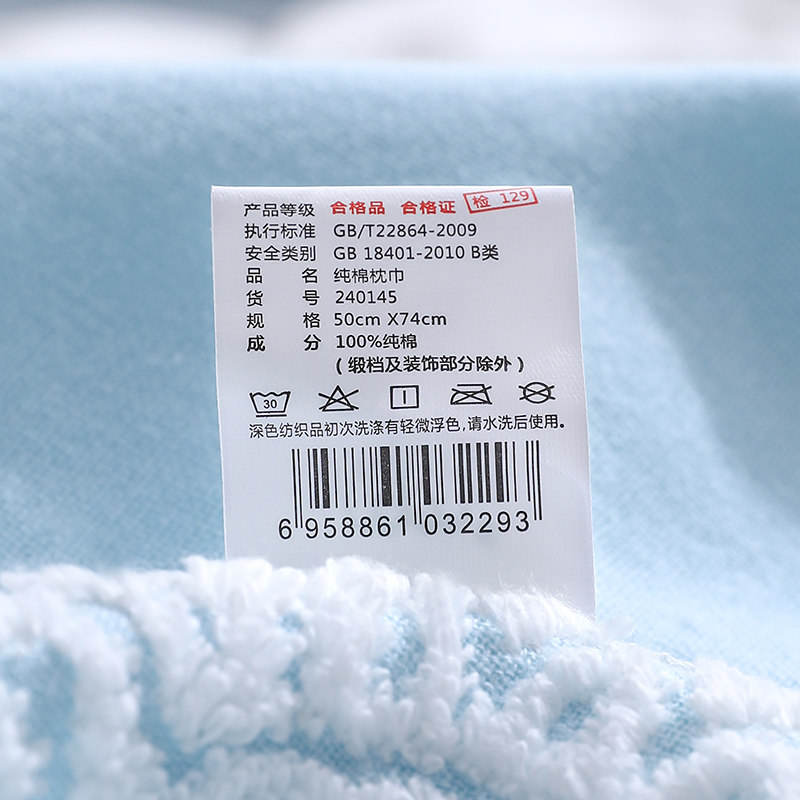 产品等级 合格品 合格证 检 129
执行标准 GB/T22864-2009
安全类别 GB 18401-2010 B类
品 名 纯棉枕巾
货 号 240145
规 格 50cm X74cm
成 分 100%纯棉
（缎档及装饰部分除外）
30
深色纺织品初次洗涤有轻微浮色,请水洗后使用。
6 958861 032293